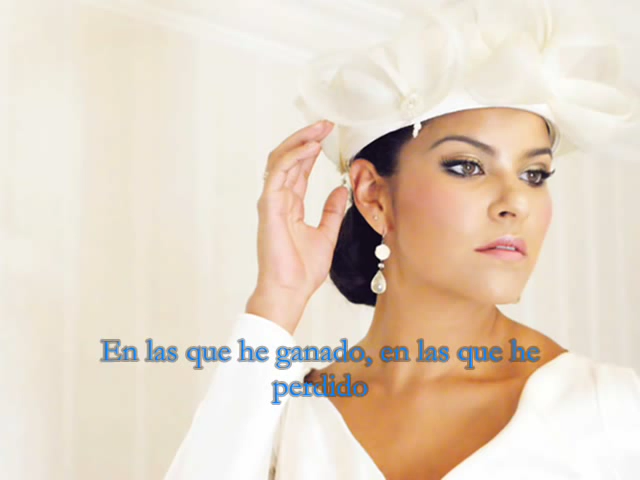 En las que he ganado, en las que he
perdido